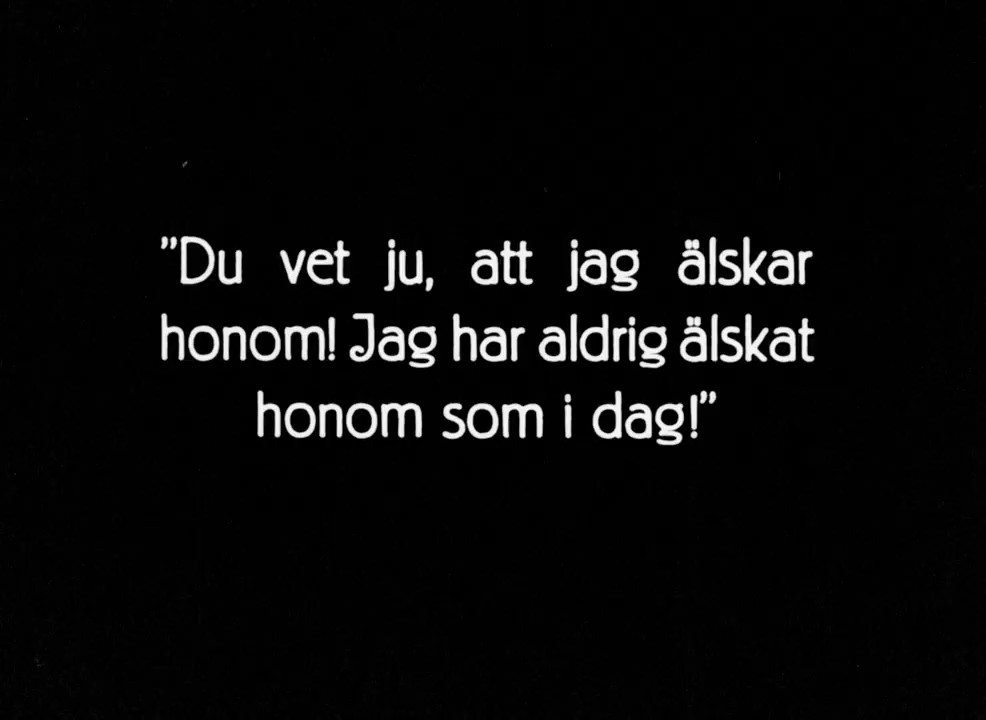 ”Du vet ju, att jag älskar
honom! Jag har aldrig älskat
honom som i dag!”